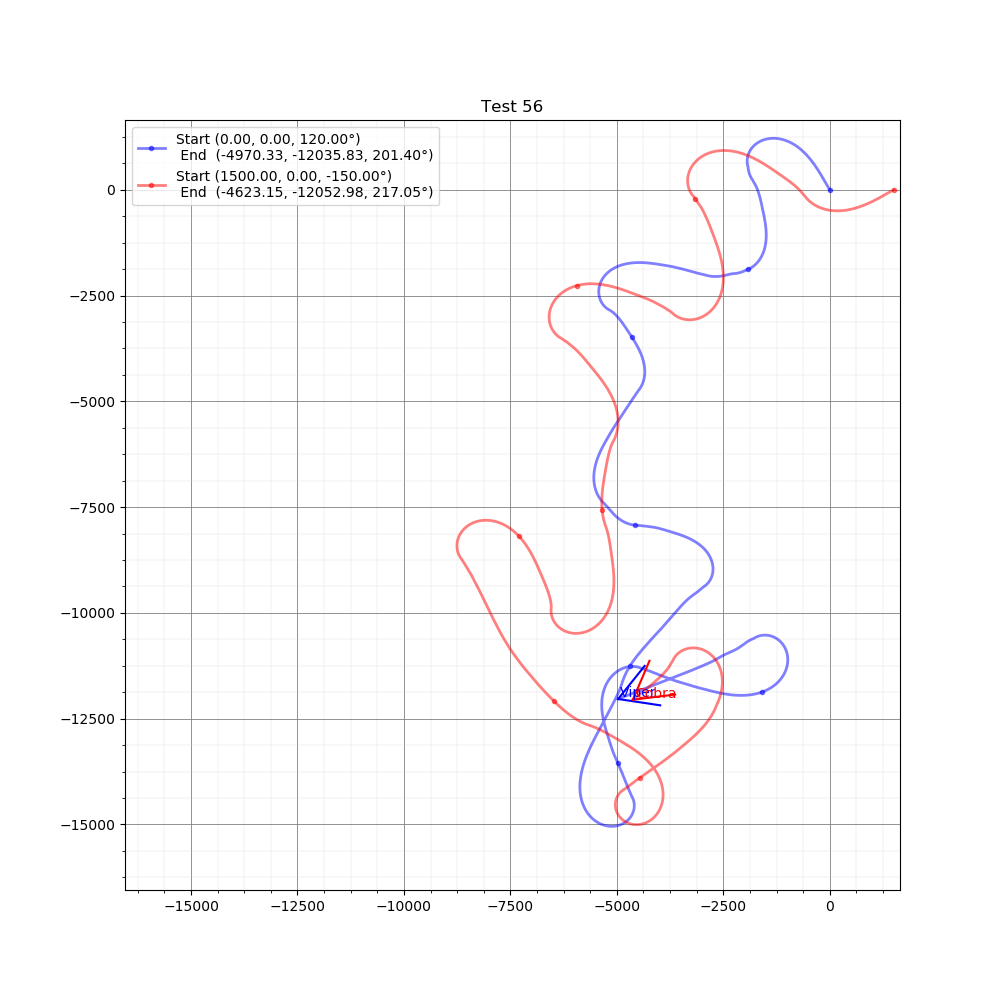 Test 56
Start (0.00, 0.00, 120.00°)
End  (-4970.33, -12035.83, 201.40°)
Start (1500.00, 0.00, -150.00°)
End  (-4623.15, -12052.98, 217.05°)
0
−2500
−5000
−7500
−10000
−12500
−15000
−15000 −12500 −10000 −7500 −5000 −2500 0